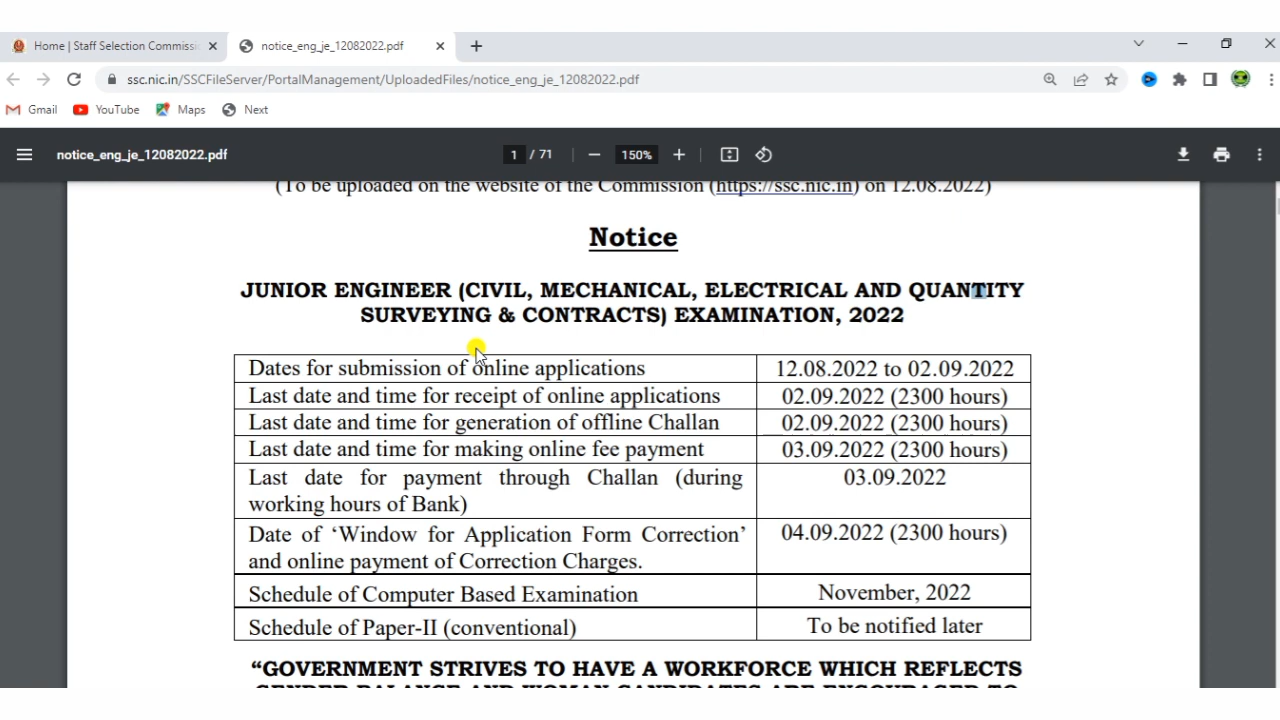 Home | Staff Selection Commissi
notice_eng_je_12082022.pdf
ssc.nic.in/SSCFileServer/PortalManagement/UploadedFiles/notice_eng_je_12082022.pdf
Gmail YouTube Maps Next
notice_eng_je_12082022.pdf 1 / 71 150%
(To be uploaded on the website of the Commission (https://ssc.nic.in) on 12.08.2022)
Notice
JUNIOR ENGINEER (CIVIL, MECHANICAL, ELECTRICAL AND QUANTITY
SURVEYING & CONTRACTS) EXAMINATION, 2022
Dates for submission of online applications 12.08.2022 to 02.09.2022
Last date and time for receipt of online applications 02.09.2022 (2300 hours)
Last date and time for generation of offline Challan 02.09.2022 (2300 hours)
Last date and time for making online fee payment 03.09.2022 (2300 hours)
Last date for payment through Challan (during 03.09.2022
working hours of Bank)
Date of ‘Window for Application Form Correction’ 04.09.2022 (2300 hours)
and online payment of Correction Charges.
Schedule of Computer Based Examination November, 2022
Schedule of Paper-II (conventional) To be notified later
“GOVERNMENT STRIVES TO HAVE A WORKFORCE WHICH REFLECTS
GENDER BALANCE AND WOMAN CANDIDATES ARE ENCOURAGED TO